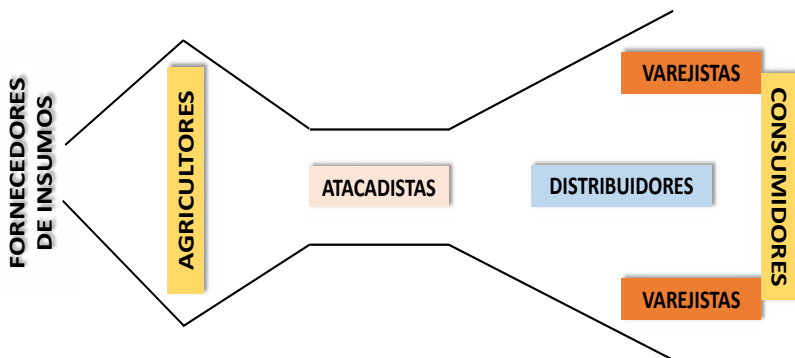 FORNECEDORES
DE INSUMOS
AGRICULTORES
ATACADISTAS
DISTRIBUIDORES
VAREJISTAS
VAREJISTAS
CONSUMIDORES